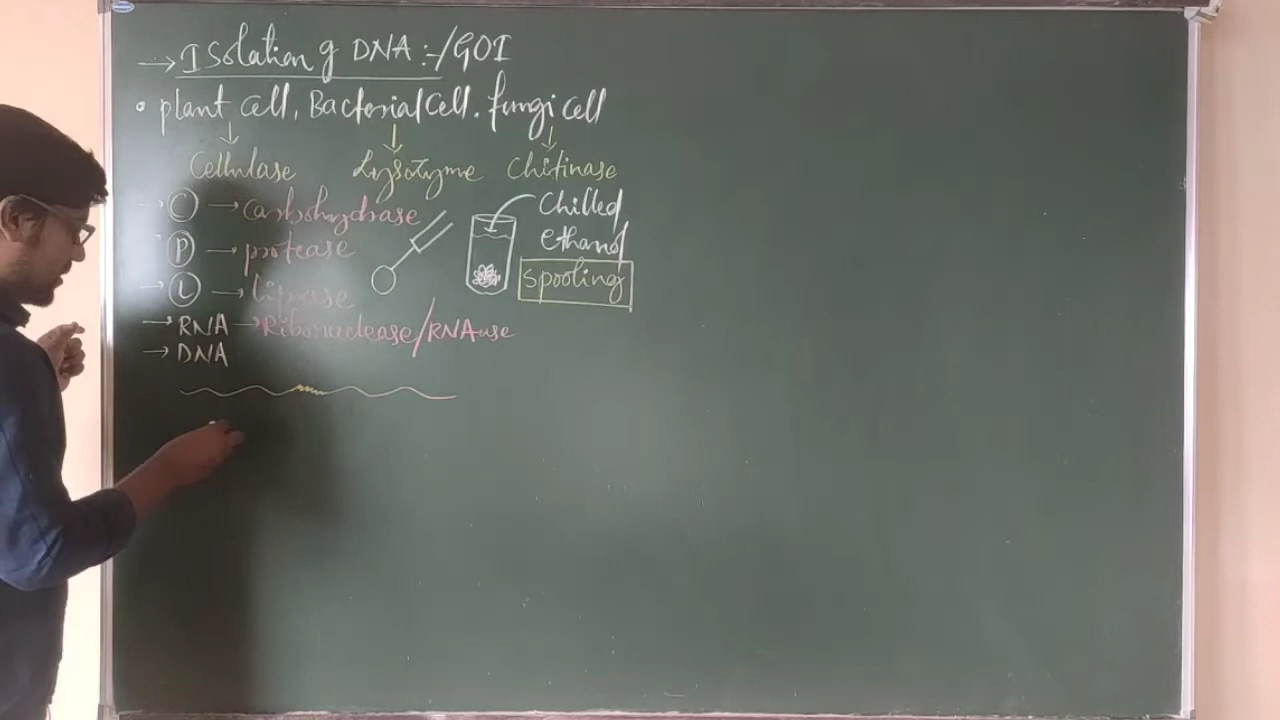 → Isolation of DNA :-/GOI
• plant cell, Bacterial cell. fungi cell
↓ ↓ ↓
Cellulase Lysozyme Chitinase
→ C → Carbohydrase
→ P → protease
→ L → lipase
→ RNA → Ribonuclease/RNAase
→ DNA
Chilled
ethanol
Spooling